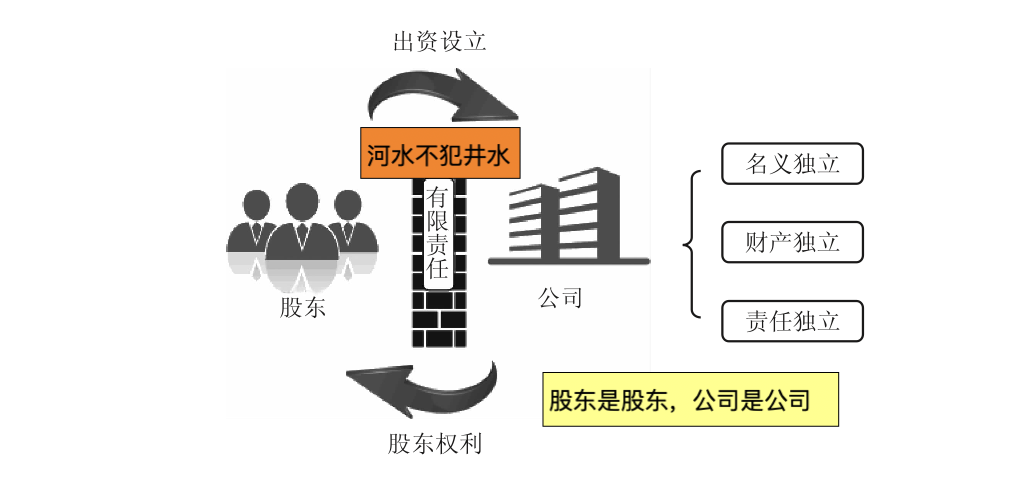 出资设立
河水不犯井水
有限责任
股东
公司
名义独立
财产独立
责任独立
股东是股东，公司是公司
股东权利